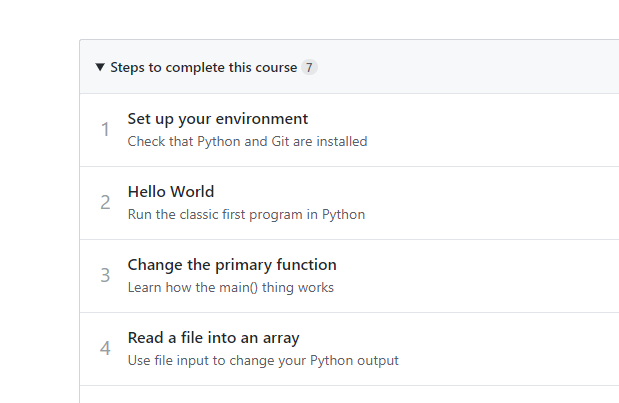 ▼ Steps to complete this course 7
1
Set up your environment
Check that Python and Git are installed
2
Hello World
Run the classic first program in Python
3
Change the primary function
Learn how the main() thing works
4
Read a file into an array
Use file input to change your Python output